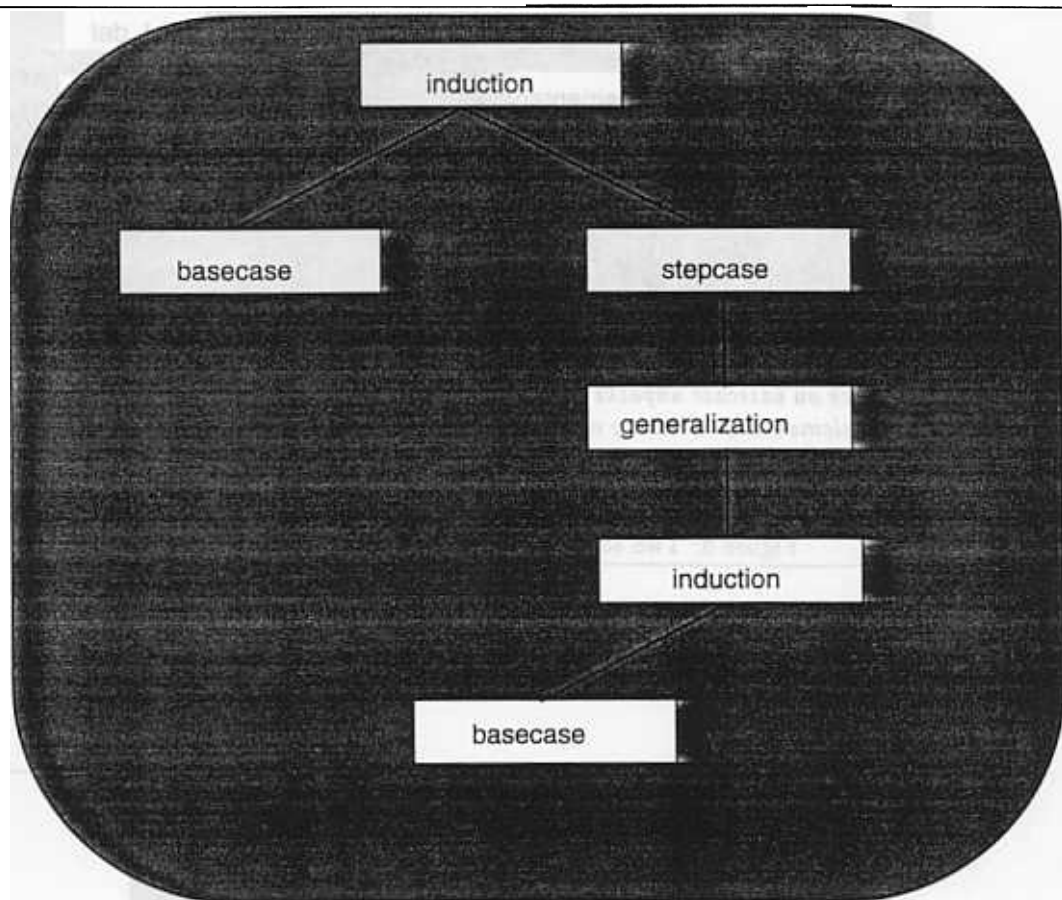 induction
basecase
stepcase
generalization
induction
basecase